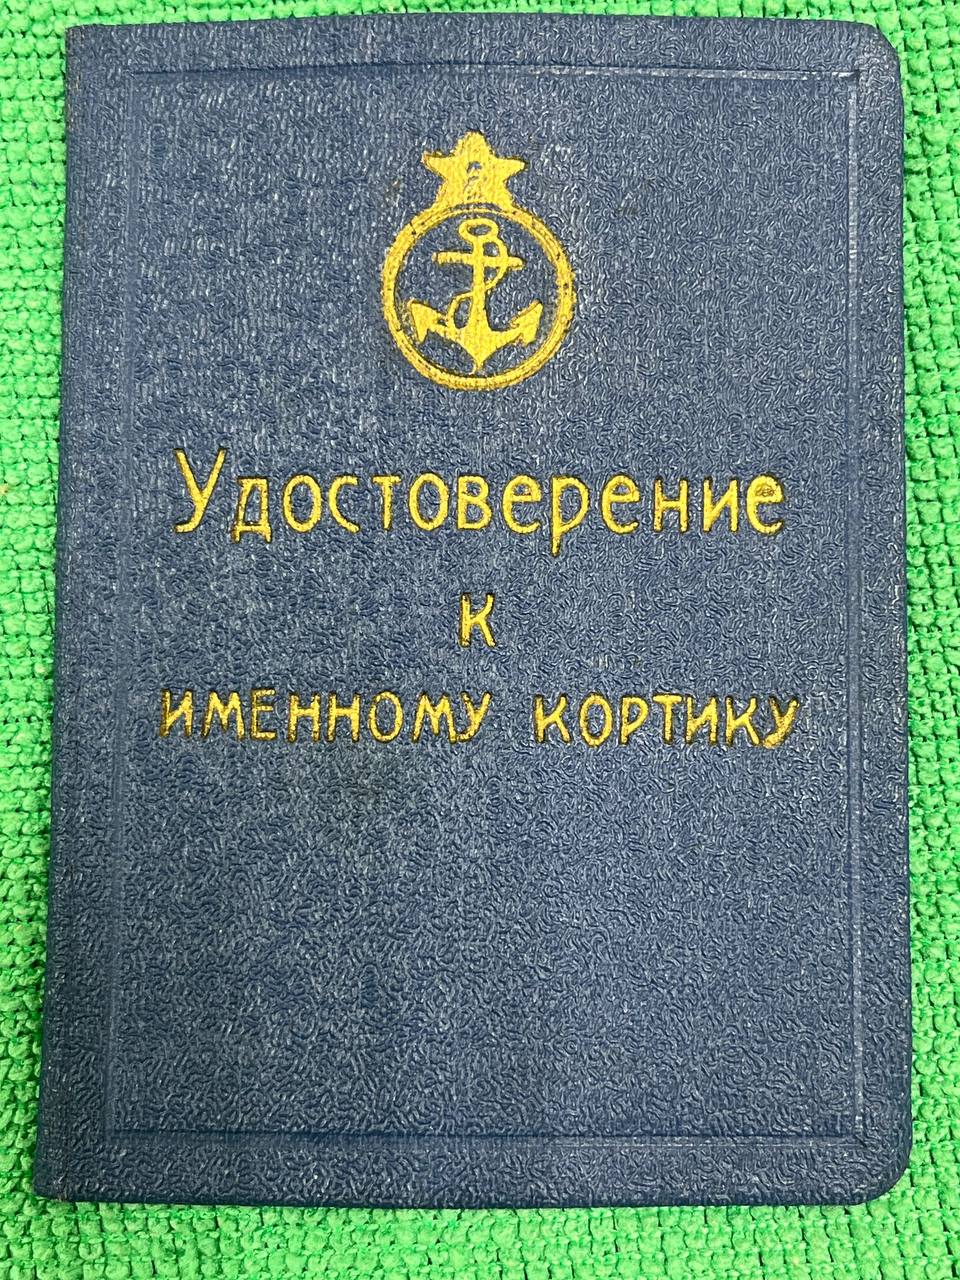 Удостоверение
к
именному кортику